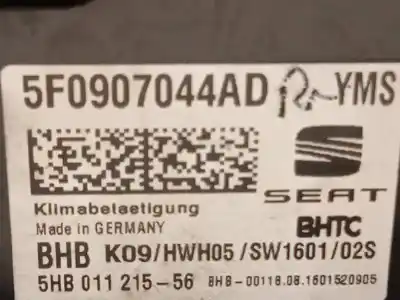 5F0907044AD YMS
SEAT
Klimabetaetigung
Made in GERMANY
BHTC
BHB K09/HWH05/SW1601/02S
5HB 011 215-56 BHB-00118.08.1601520905